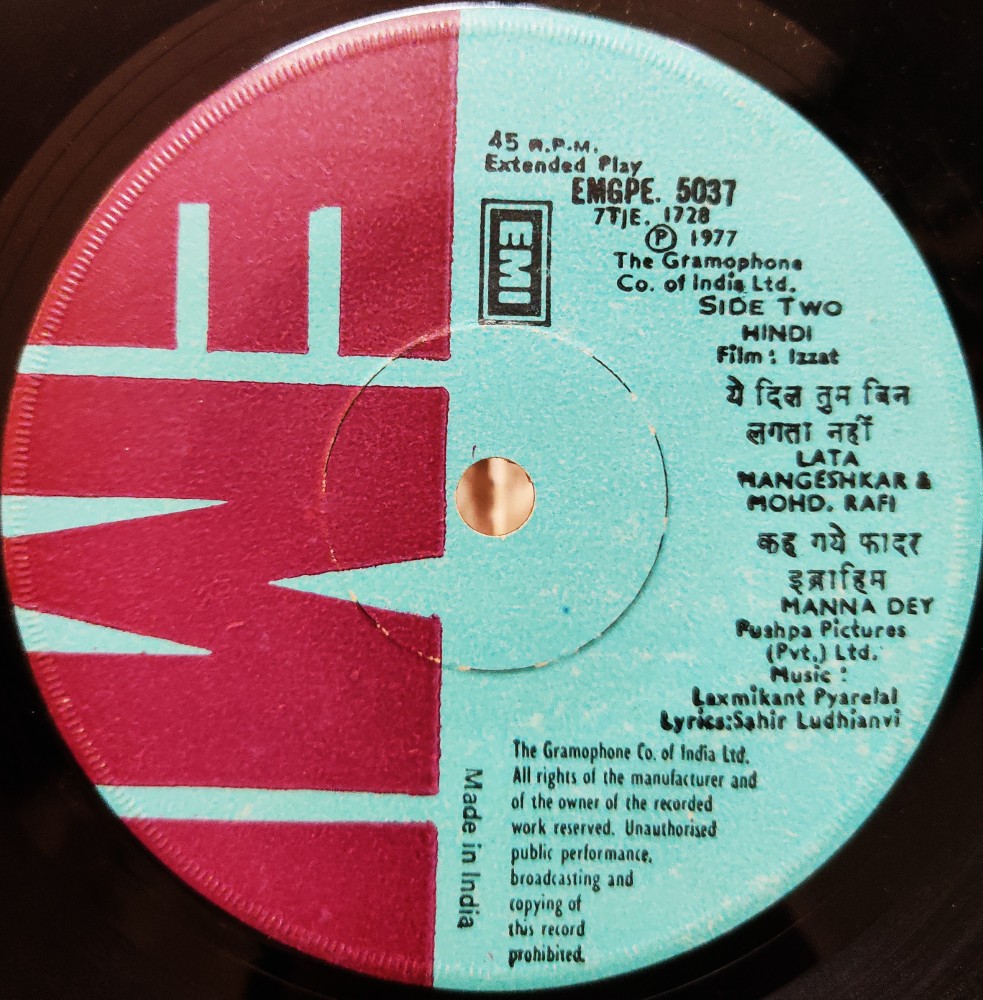 45 R.P.M.
Extended Play
EMGPE. 5037
7TJE. 1728
℗ 1977
EMI
The Gramophone
Co. of India Ltd.
SIDE TWO
HINDI
Film : Izzat
ये दिल तुम बिन
लगता नहीं
LATA
MANGESHKAR &
MOHD. RAFI
कह गये फादर
इब्राहिम
MANNA DEY
Pushpa Pictures
(Pvt.) Ltd.
Music :
Laxmikant Pyarelal
Lyrics:Sahir Ludhianvi
The Gramophone Co. of India Ltd.
All rights of the manufacturer and
of the owner of the recorded
work reserved. Unauthorised
public performance,
broadcasting and
copying of
this record
prohibited.
Made in India
EMI